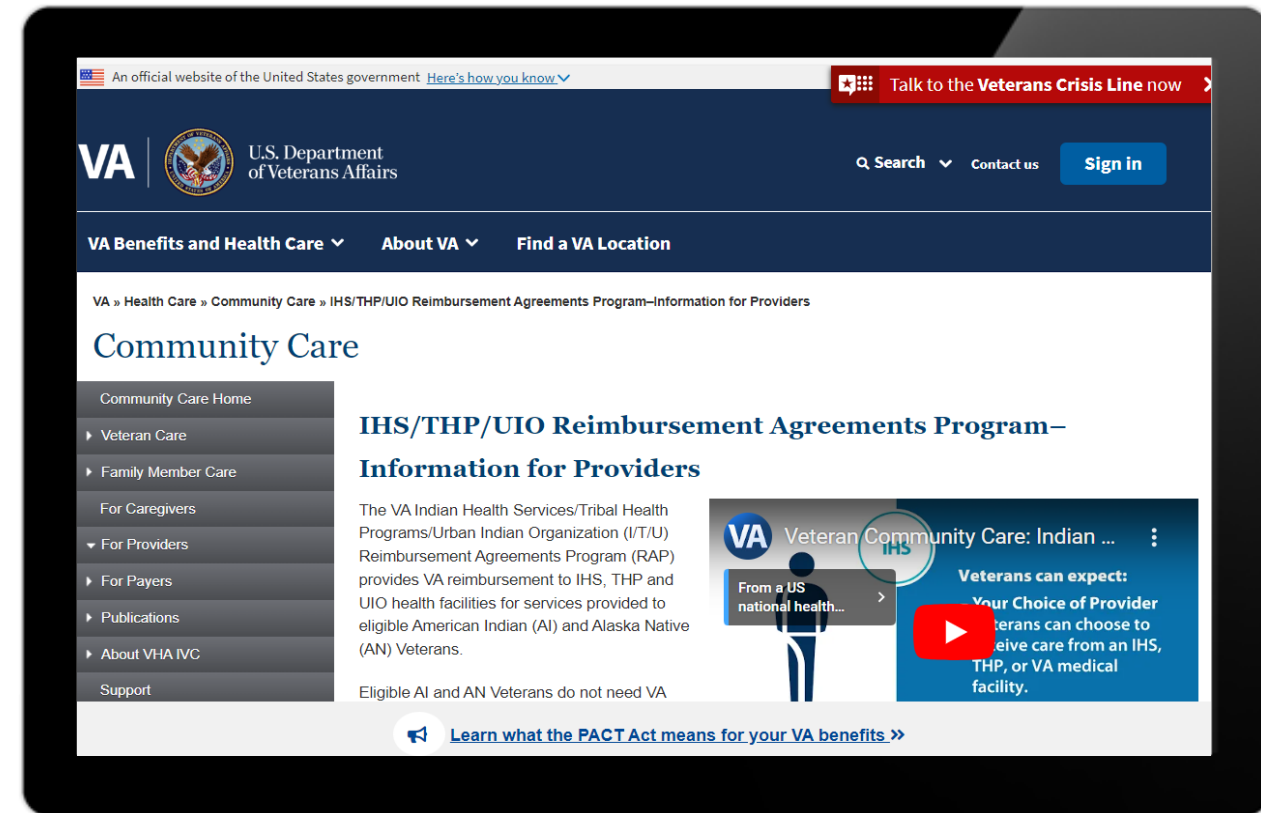 An official website of the United States government Here's how you know
Talk to the Veterans Crisis Line now
VA
U.S. Department
of Veterans Affairs
Search
Contact us
Sign in
VA Benefits and Health Care
About VA
Find a VA Location
VA » Health Care » Community Care » IHS/THP/UIO Reimbursement Agreements Program–Information for Providers
Community Care
Community Care Home
Veteran Care
Family Member Care
For Caregivers
For Providers
For Payers
Publications
About VHA IVC
Support
IHS/THP/UIO Reimbursement Agreements Program–
Information for Providers
The VA Indian Health Services/Tribal Health
Programs/Urban Indian Organization (I/T/U)
Reimbursement Agreements Program (RAP)
provides VA reimbursement to IHS, THP and
UIO health facilities for services provided to
eligible American Indian (AI) and Alaska Native
(AN) Veterans.
Eligible AI and AN Veterans do not need VA
VA
Veteran Community Care: Indian ...
IHS
From a US
national health...
Veterans can expect:
Your Choice of Provider
can choose to
care from an IHS,
THP, or VA medical
facility.
Learn what the PACT Act means for your VA benefits »